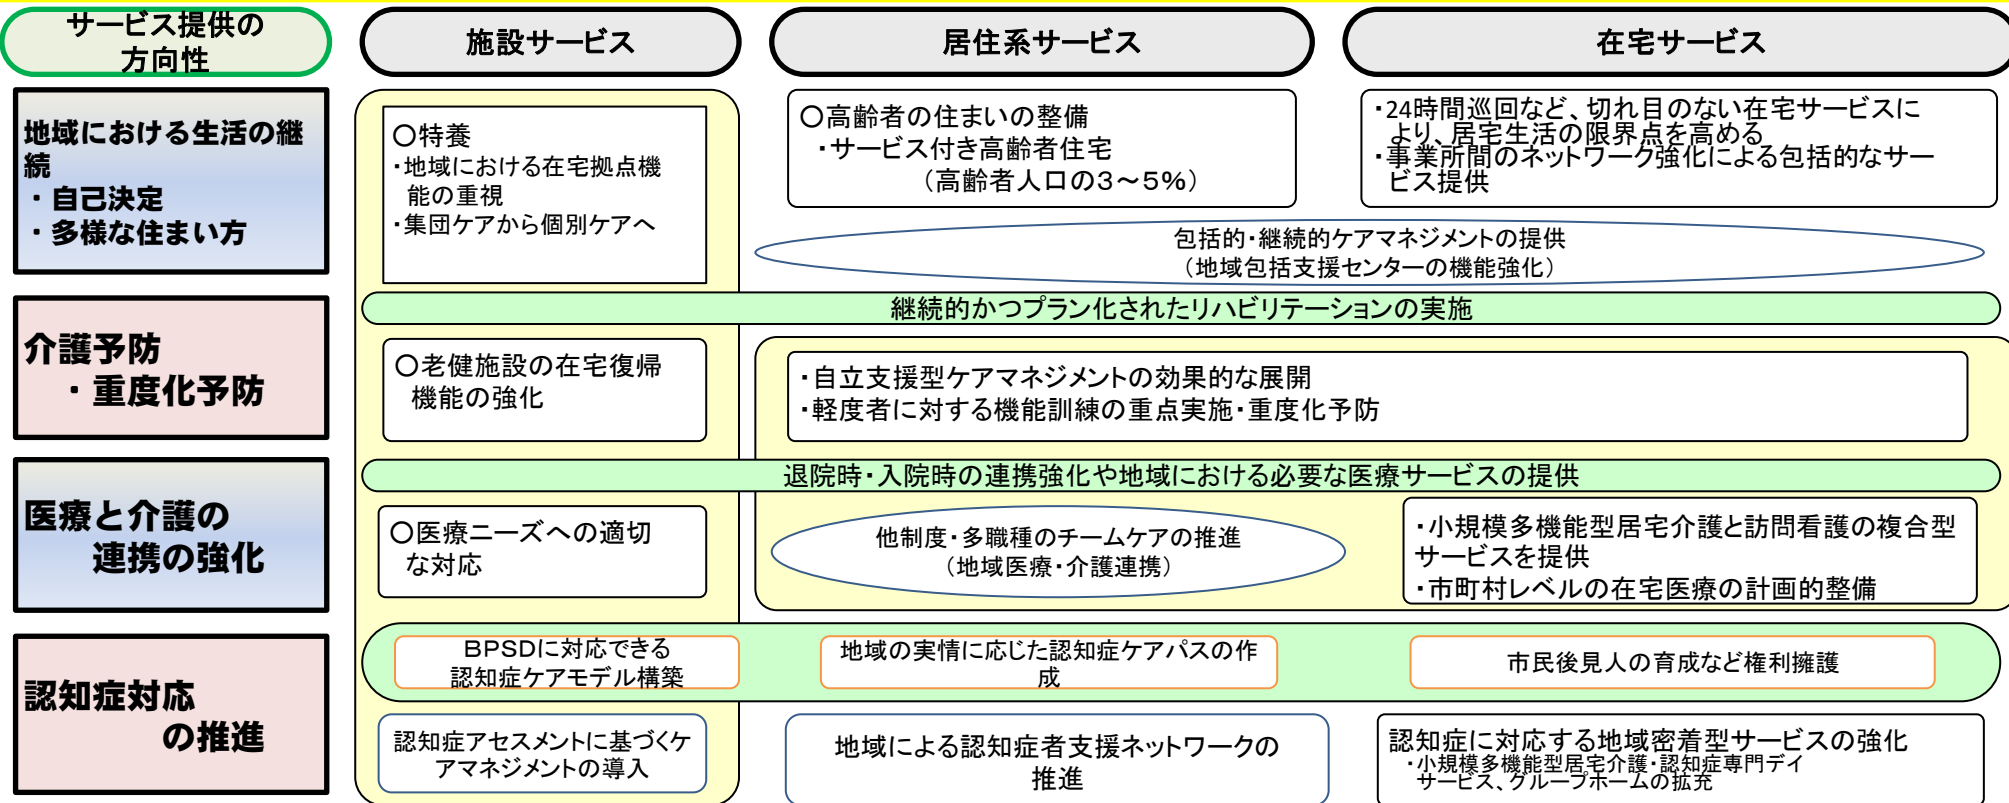 サービス提供の
方向性
施設サービス
居住系サービス
在宅サービス
地域における生活の継
続
・自己決定
・多様な住まい方
○特養
・地域における在宅拠点機
能の重視
・集団ケアから個別ケアへ
○高齢者の住まいの整備
・サービス付き高齢者住宅
（高齢者人口の３～５％）
・24時間巡回など、切れ目のない在宅サービスに
より、居宅生活の限界点を高める
・事業所間のネットワーク強化による包括的なサー
ビス提供
包括的・継続的ケアマネジメントの提供
（地域包括支援センターの機能強化）
継続的かつプラン化されたリハビリテーションの実施
介護予防
・重度化予防
○老健施設の在宅復帰
機能の強化
・自立支援型ケアマネジメントの効果的な展開
・軽度者に対する機能訓練の重点実施・重度化予防
退院時・入院時の連携強化や地域における必要な医療サービスの提供
医療と介護の
連携の強化
○医療ニーズへの適切
な対応
他制度・多職種のチームケアの推進
（地域医療・介護連携）
・小規模多機能型居宅介護と訪問看護の複合型
サービスを提供
・市町村レベルの在宅医療の計画的整備
認知症対応
の推進
ＢＰＳＤに対応できる
認知症ケアモデル構築
地域の実情に応じた認知症ケアパスの作
成
市民後見人の育成など権利擁護
認知症アセスメントに基づくケ
アマネジメントの導入
地域による認知症者支援ネットワークの
推進
認知症に対応する地域密着型サービスの強化
・小規模多機能型居宅介護・認知症専門デイ
サービス、グループホームの拡充